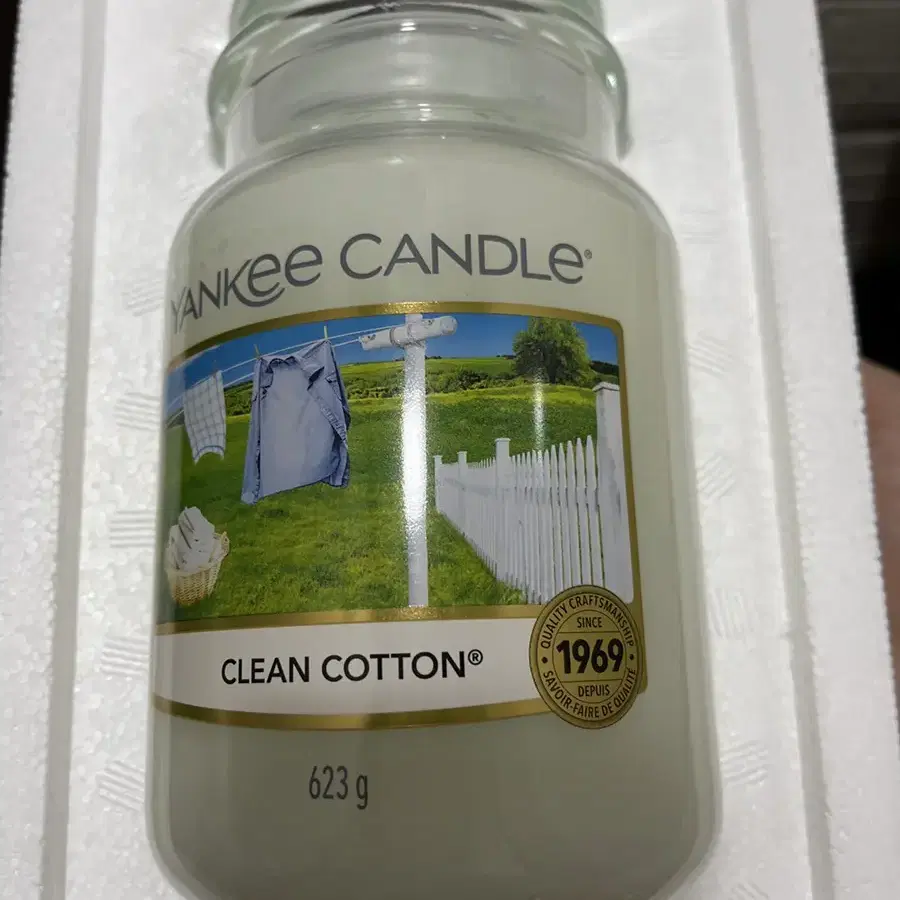 YANKee CANDLe®
CLEAN COTTON®
QUALITY CRAFTSMANSHIP
SINCE
1969
DEPUIS
SAVOIR-FAIRE DE QUALITÉ
623 g